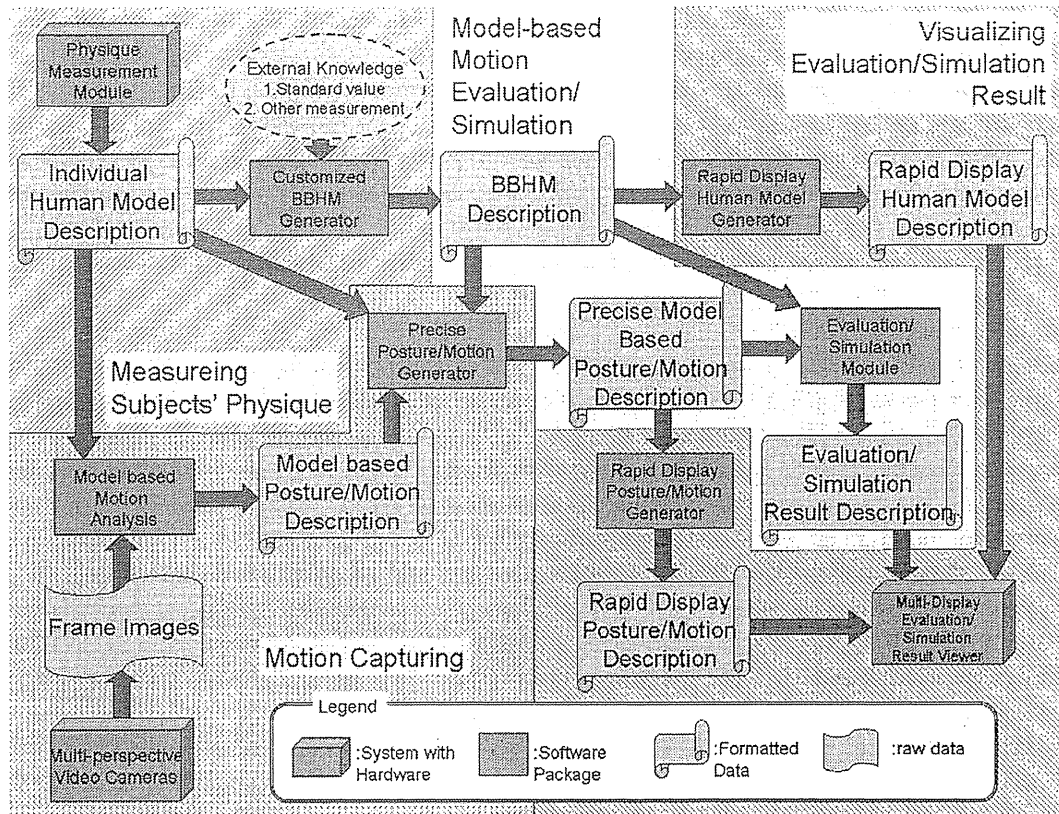 Physique
Measurement
Module
External Knowledge
1.Standard value
2. Other measurement
Model-based
Motion
Evaluation/
Simulation
Visualizing
Evaluation/Simulation
Result
Individual
Human Model
Description
Customized
BBHM
Generator
BBHM
Description
Rapid Display
Human Model
Generator
Rapid Display
Human Model
Description
Precise
Posture/Motion
Generator
Precise Model
Based
Posture/Motion
Description
Evaluation/
Simulation
Module
Measureing
Subjects' Physique
Model based
Motion
Analysis
Model based
Posture/Motion
Description
Rapid Display
Posture/Motion
Generator
Evaluation/
Simulation
Result Description
Frame Images
Motion Capturing
Rapid Display
Posture/Motion
Description
Multi-Display
Evaluation/
Simulation
Result Viewer
Multi-perspective
Video Cameras
Legend
:System with
Hardware
:Software
Package
:Formatted
Data
:raw data